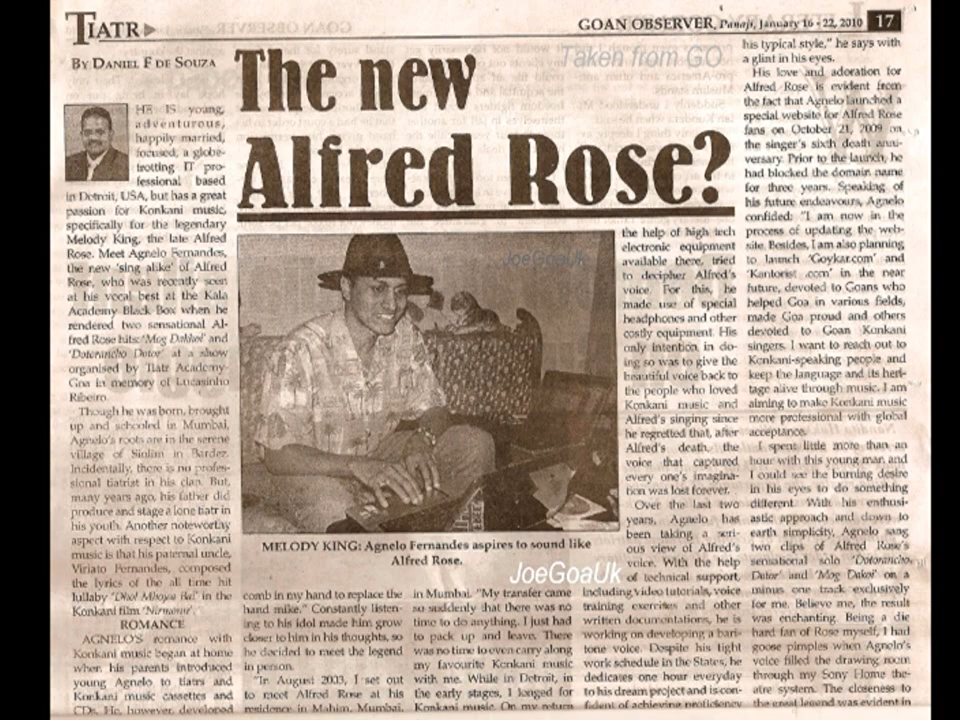 TIATR
GOAN OBSERVER, Panaji, January 16 - 22, 2010 17
BY DANIEL F DE SOUZA
The new
Alfred Rose?
Taken from GO
HE IS young,
adventurous,
happily married,
focused, a globe-
trotting IT pro-
fessional based
in Detroit, USA, but has a great
passion for Konkani music,
specifically for the legendary
Melody King, the late Alfred
Rose. Meet Agnelo Fernandes,
the new 'sing alike' of Alfred
Rose, who was recently seen
at his vocal best at the Kala
Academy Black Box when he
rendered two sensational Al-
fred Rose hits: 'Mog Dakhoi' and
'Dotorancho Dotor' at a show
organised by Tiatr Academy-
Goa in memory of Lucasinho
Ribeiro.
Though he was born, brought
up and schooled in Mumbai,
Agnelo's roots are in the serene
village of Siolim in Bardez.
Incidentally, there is no profes-
sional tiatrist in his clan. But,
many years ago, his father did
produce and stage a lone tiatr in
his youth. Another noteworthy
aspect with respect to Konkani
music is that his paternal uncle,
Viriato Fernandes, composed
the lyrics of the all time hit
lullaby 'Dhol Mhojea Bai' in the
Konkani film 'Nirmonn'.
ROMANCE
AGNELO'S romance with
Konkani music began at home
when his parents introduced
young Agnelo to tiatrs and
Konkani music cassettes and
CDs. He, however, developed
JoeGoaUk
MELODY KING: Agnelo Fernandes aspires to sound like
Alfred Rose.
JoeGoaUk
comb in my hand to replace the
hand mike." Constantly listen-
ing to his idol made him grow
closer to him in his thoughts, so
he decided to meet the legend
in person.
"In August 2003, I set out
to meet Alfred Rose at his
residence in Mahim, Mumbai.
in Mumbai. "My transfer came
so suddenly that there was no
time to do anything. I just had
to pack up and leave. There
was no time to even carry along
my favourite Konkani music
with me. While in Detroit, in
the early stages, I longed for
Konkani music. On my return
the help of high tech
electronic equipment
available there, tried
to decipher Alfred's
voice. For this, he
made use of special
headphones and other
costly equipment. His
only intention in do-
ing so was to give the
beautiful voice back to
the people who loved
Konkani music and
Alfred's singing since
he regretted that, after
Alfred's death, the
voice that captured
every one's imagina-
tion was lost forever.
Over the last two
years, Agnelo has
been taking a seri-
ous view of Alfred's
voice. With the help
of technical support,
including video tutorials, voice
training exercises and other
written documentations, he is
working on developing a bari-
tone voice. Despite his tight
work schedule in the States, he
dedicates one hour everyday
to his dream project and is con-
fident of achieving proficiency
his typical style," he says with
a glint in his eyes.
His love and adoration for
Alfred Rose is evident from
the fact that Agnelo launched a
special website for Alfred Rose
fans on October 21, 2009 on
the singer's sixth death anni-
versary. Prior to the launch, he
had blocked the domain name
for three years. Speaking of
his future endeavours, Agnelo
confided: "I am now in the
process of updating the web-
site. Besides, I am also planning
to launch 'Goykar.com' and
'Kantorist .com' in the near
future, devoted to Goans who
helped Goa in various fields,
made Goa proud and others
devoted to Goan Konkani
singers. I want to reach out to
Konkani-speaking people and
keep the language and its heri-
tage alive through music. I am
aiming to make Konkani music
more professional with global
acceptance.
I spent little more than an
hour with this young man and
I could see the burning desire
in his eyes to do something
different. With his enthusi-
astic approach and down to
earth simplicity, Agnelo sang
two clips of Alfred Rose's
sensational solo 'Dotorancho
Dotor' and 'Mog Dakoi' on a
minus one track exclusively
for me. Believe me, the result
was enchanting. Being a die
hard fan of Rose myself, I had
goose pimples when Agnelo's
voice filled the drawing room
through my Sony Home the-
atre system. The closeness to
the great legend was evident in